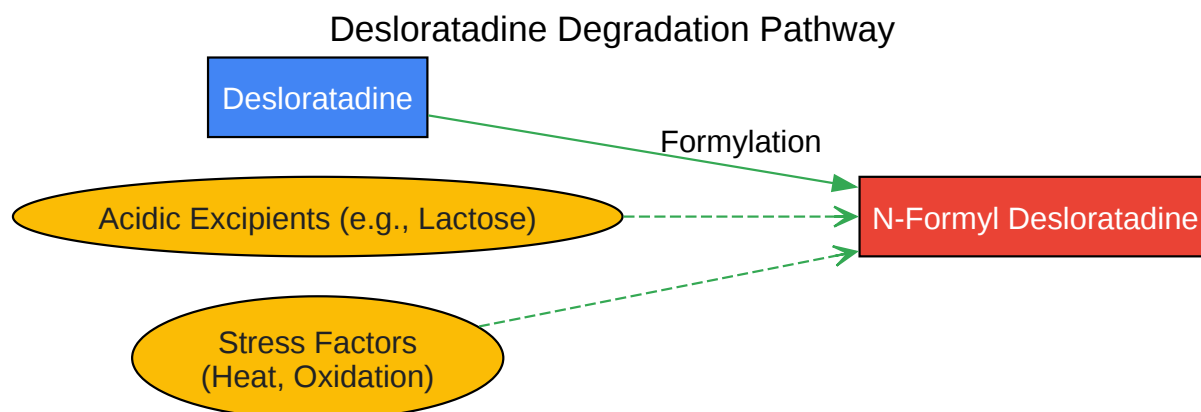 Desloratadine Degradation Pathway
Desloratadine
Formylation
Acidic Excipients (e.g., Lactose)
N-Formyl Desloratadine
Stress Factors
(Heat, Oxidation)